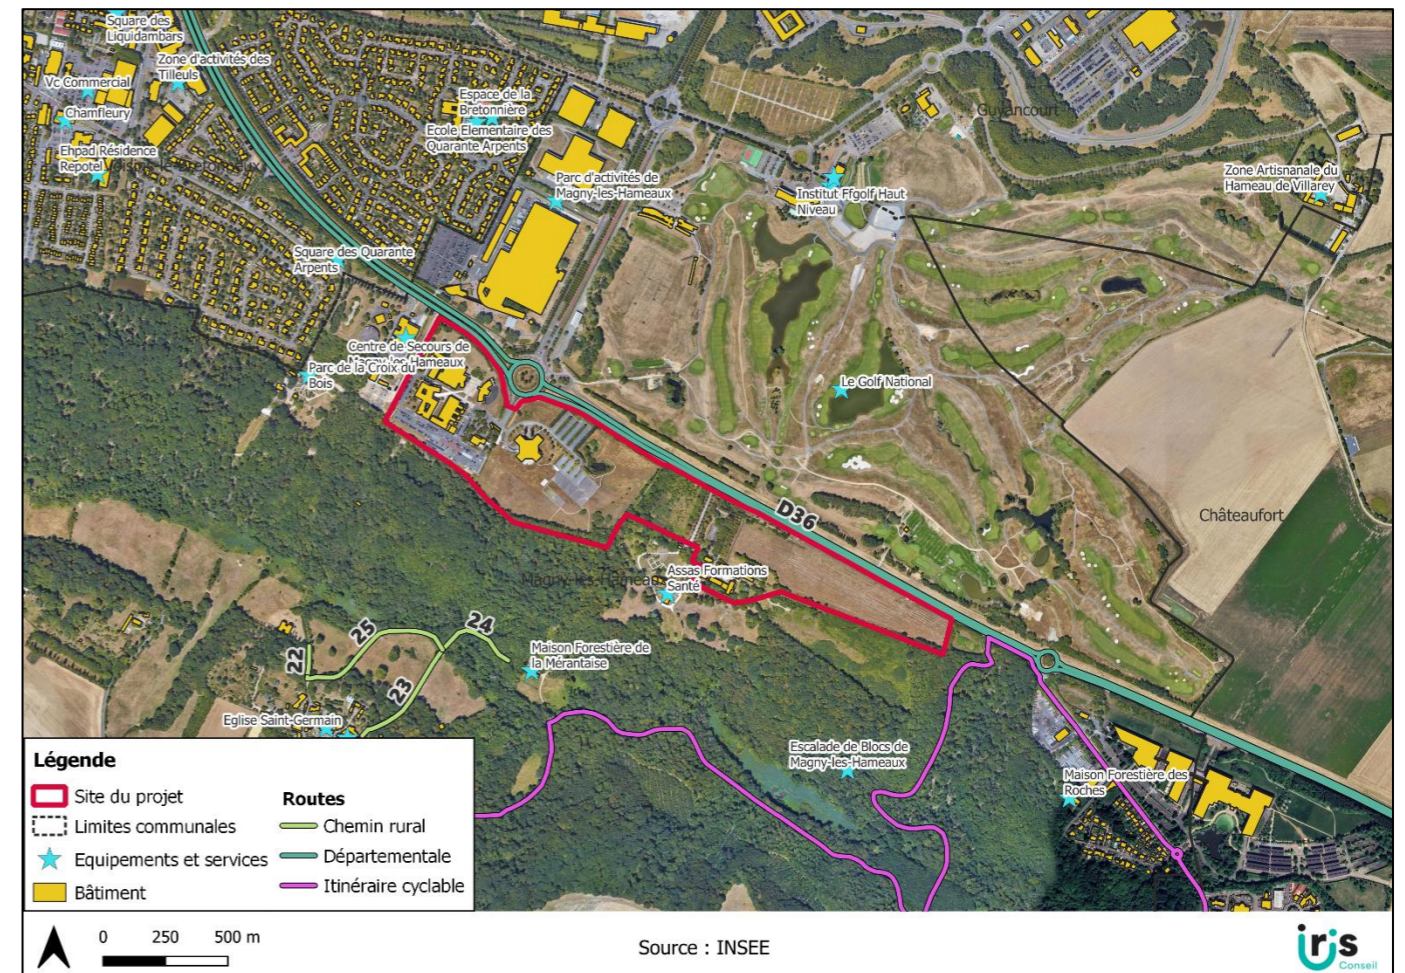 Square des
Liquidambars
Zone d'activités des
Tilleuls
Vc Commercial
Chamfleury
Ehpad Résidence
Repotel
Espace de la
Bretonnière
Ecole Elementaire des
Quarante Arpents
Parc d'activités de
Magny-les-Hameaux
Guyancourt
Institut Ffgolf Haut
Niveau
Zone Artisnanale du
Hameau de Villarey
Square des Quarante
Arpents
Centre de Secours de
Magny-les-Hameaux
Parc de la Croix du
Bois
Le Golf National
D36
Châteaufort
Magny-les-Hameau
Assas Formations
Santé
22
25
23
24
Maison Forestière de
la Mérantaise
Eglise Saint-Germain
Escalade de Blocs de
Magny-les-Hameaux
Maison Forestière des
Roches
Légende
Site du projet
Limites communales
Equipements et services
Bâtiment
Routes
Chemin rural
Départementale
Itinéraire cyclable
0 250 500 m
Source : INSEE
iris
Conseil